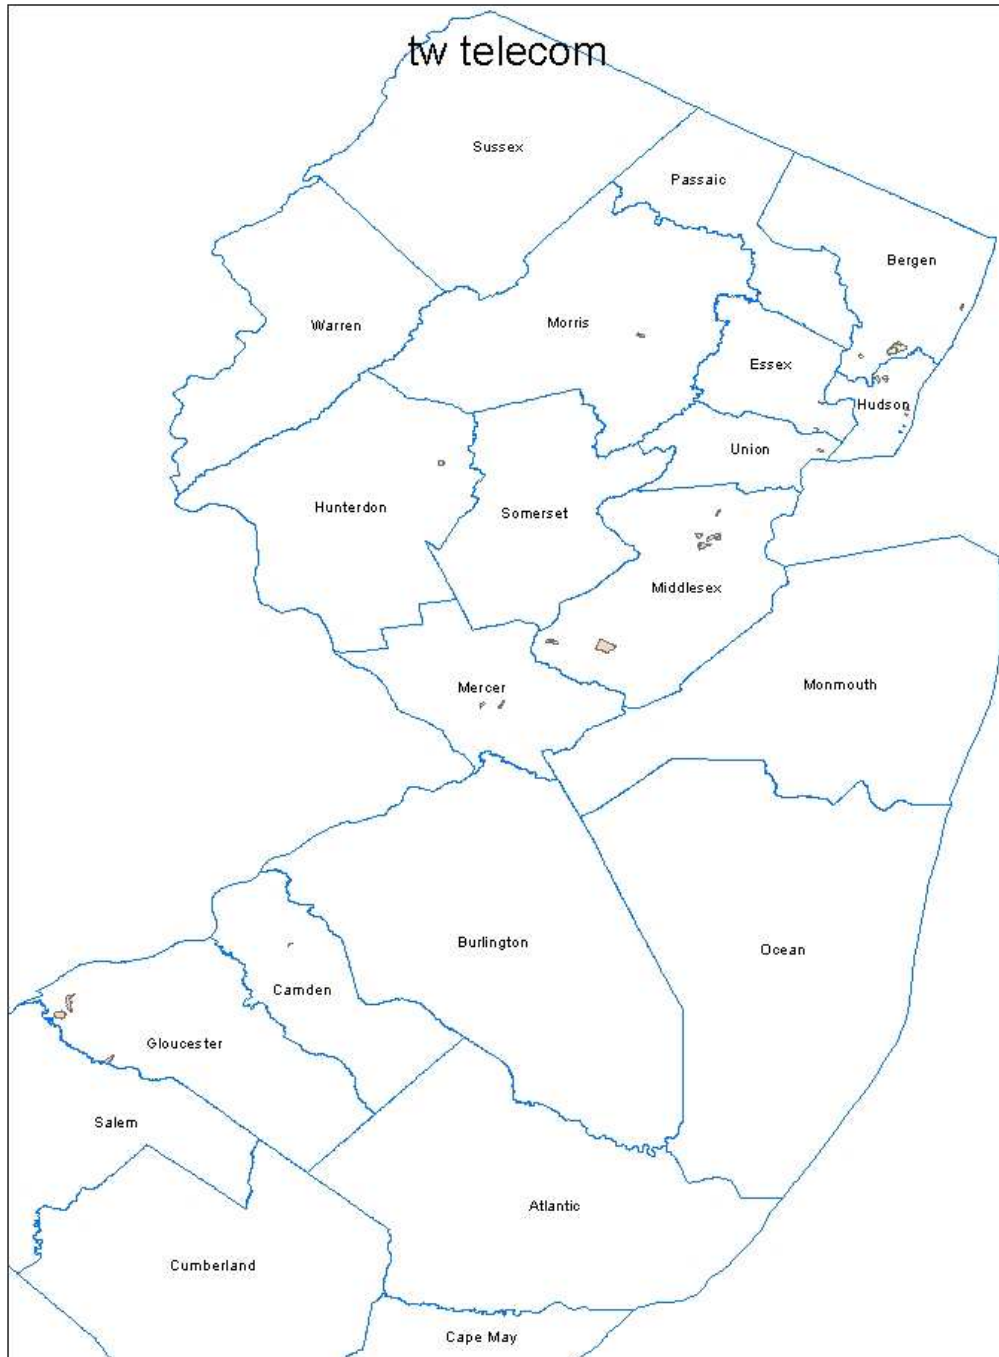 tw telecom
Sussex
Passaic
Bergen
Warren
Morris
Essex
Hudson
Union
Hunterdon
Somerset
Middlesex
Mercer
Monmouth
Burlington
Ocean
Camden
Gloucester
Salem
Atlantic
Cumberland
Cape May